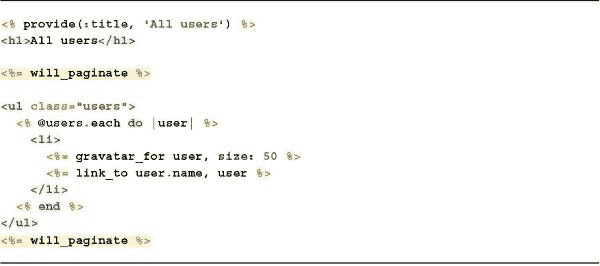 <% provide(:title, 'All users') %>
<h1>All users</h1>
<%= will_paginate %>
<ul class="users">
<% @users.each do |user| %>
<li>
<%= gravatar_for user, size: 50 %>
<%= link_to user.name, user %>
</li>
<% end %>
</ul>
<%= will_paginate %>